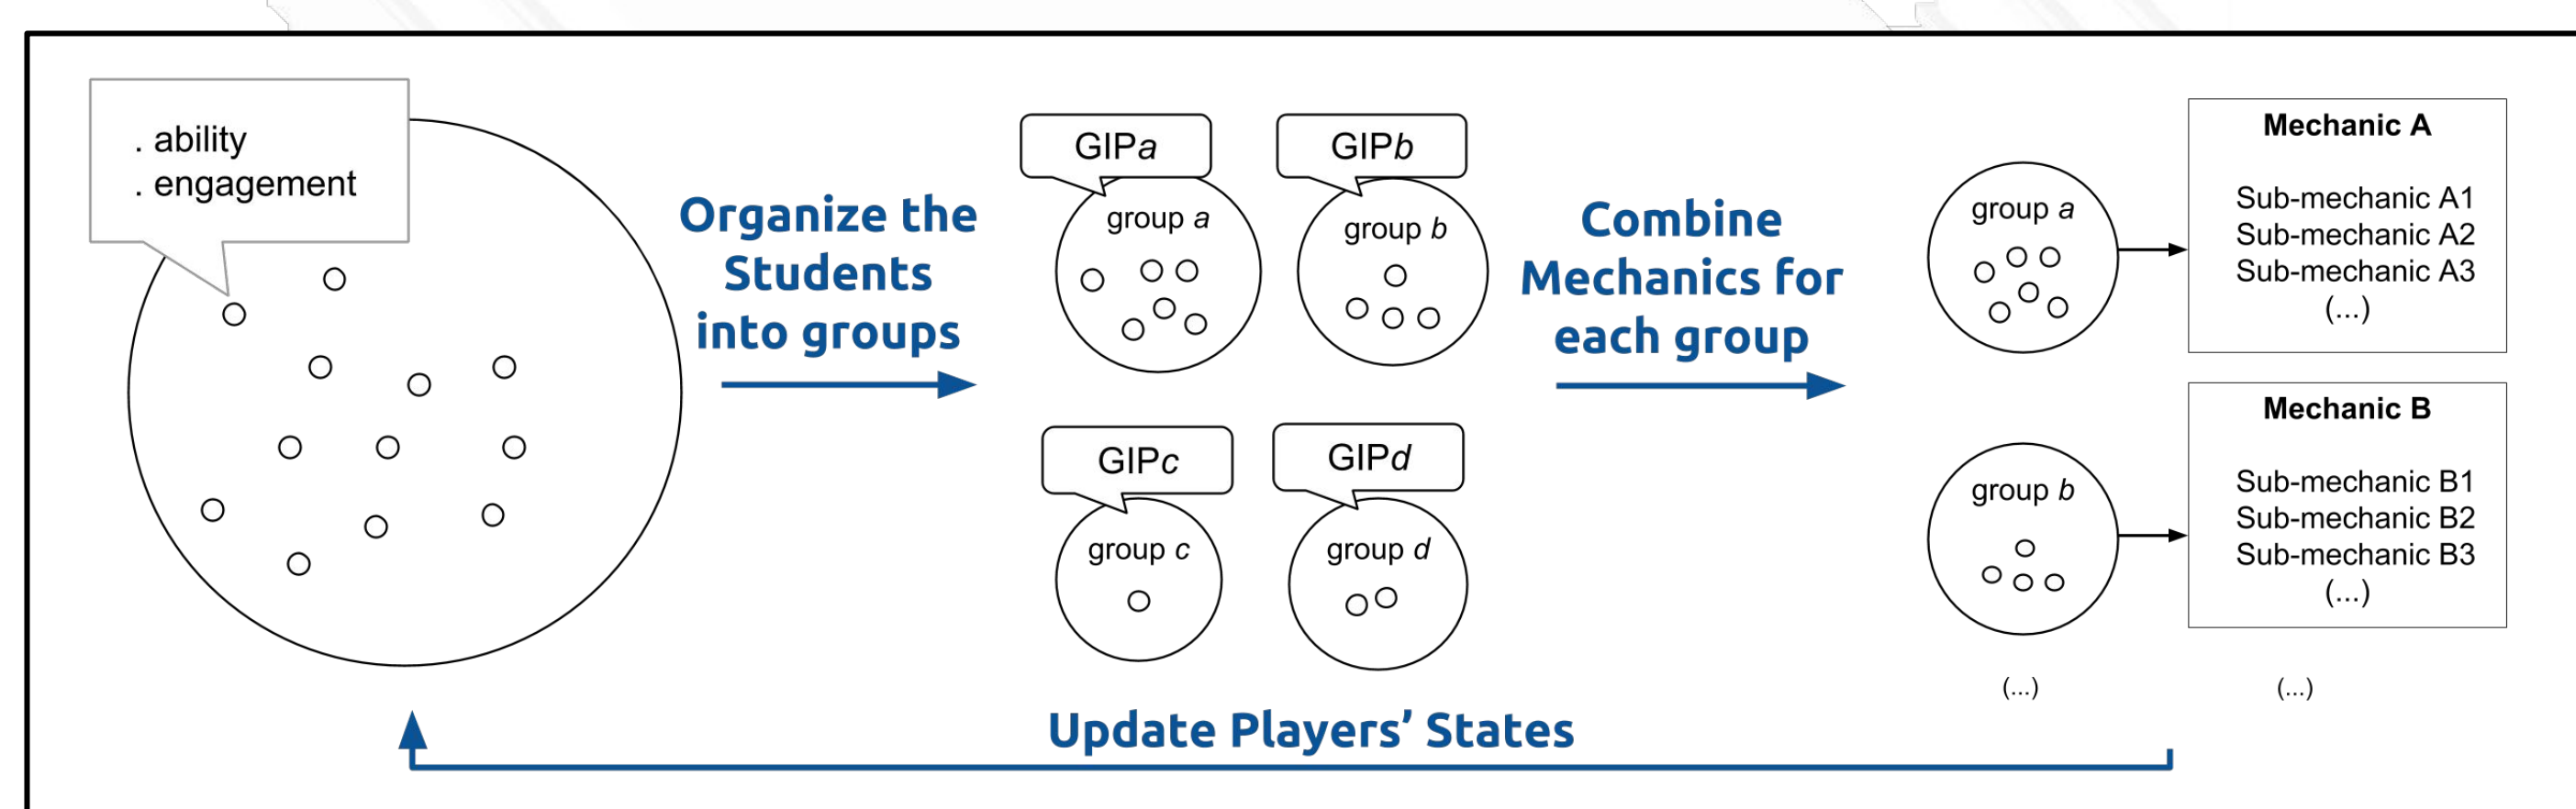 . ability
. engagement
Organize the
Students
into groups
GIPa
group a
GIPb
group b
GIPc
group c
GIPd
group d
Combine
Mechanics for
each group
group a
Mechanic A
Sub-mechanic A1
Sub-mechanic A2
Sub-mechanic A3
(...)
group b
Mechanic B
Sub-mechanic B1
Sub-mechanic B2
Sub-mechanic B3
(...)
(...)
(...)
Update Players’ States